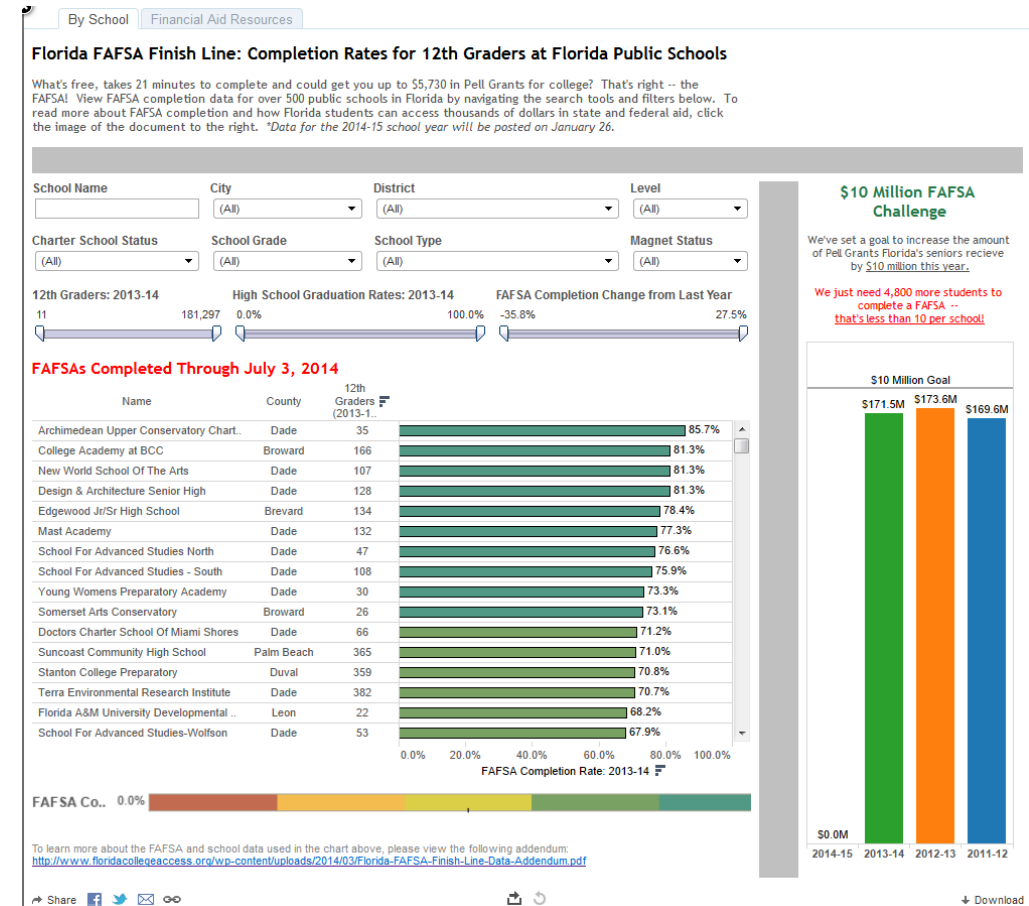 By School
Financial Aid Resources
Florida FAFSA Finish Line: Completion Rates for 12th Graders at Florida Public Schools
What's free, takes 21 minutes to complete and could get you up to $5,730 in Pell Grants for college? That's right -- the
FAFSA! View FAFSA completion data for over 500 public schools in Florida by navigating the search tools and filters below. To
read more about FAFSA completion and how Florida students can access thousands of dollars in state and federal aid, click
the image of the document to the right. *Data for the 2014-15 school year will be posted on January 26.
School Name City District Level
(All) (All) (All)
Charter School Status School Grade School Type Magnet Status
(All) (All) (All) (All)
12th Graders: 2013-14 High School Graduation Rates: 2013-14 FAFSA Completion Change from Last Year
11 181,297 0.0% 100.0% -35.8% 27.5%
FAFSAs Completed Through July 3, 2014
Name County 12th
Graders
(2013-1..
Archimedean Upper Conservatory Chart.. Dade 35 85.7%
College Academy at BCC Broward 166 81.3%
New World School Of The Arts Dade 107 81.3%
Design & Architecture Senior High Dade 128 81.3%
Edgewood Jr/Sr High School Brevard 134 78.4%
Mast Academy Dade 132 77.3%
School For Advanced Studies North Dade 47 76.6%
School For Advanced Studies - South Dade 108 75.9%
Young Womens Preparatory Academy Dade 30 73.3%
Somerset Arts Conservatory Broward 26 73.1%
Doctors Charter School Of Miami Shores Dade 66 71.2%
Suncoast Community High School Palm Beach 365 71.0%
Stanton College Preparatory Duval 359 70.8%
Terra Environmental Research Institute Dade 382 70.7%
Florida A&M University Developmental .. Leon 22 68.2%
School For Advanced Studies-Wolfson Dade 53 67.9%
0.0% 20.0% 40.0% 60.0% 80.0% 100.0%
FAFSA Completion Rate: 2013-14
FAFSA Co.. 0.0%
To learn more about the FAFSA and school data used in the chart above, please view the following addendum:
http://www.floridacollegeaccess.org/wp-content/uploads/2014/03/Florida-FAFSA-Finish-Line-Data-Addendum.pdf
$10 Million FAFSA
Challenge
We've set a goal to increase the amount
of Pell Grants Florida's seniors recieve
by $10 million this year.
We just need 4,800 more students to
complete a FAFSA --
that's less than 10 per school!
$10 Million Goal
$171.5M $173.6M $169.6M
$0.0M
2014-15 2013-14 2012-13 2011-12
Share
Download